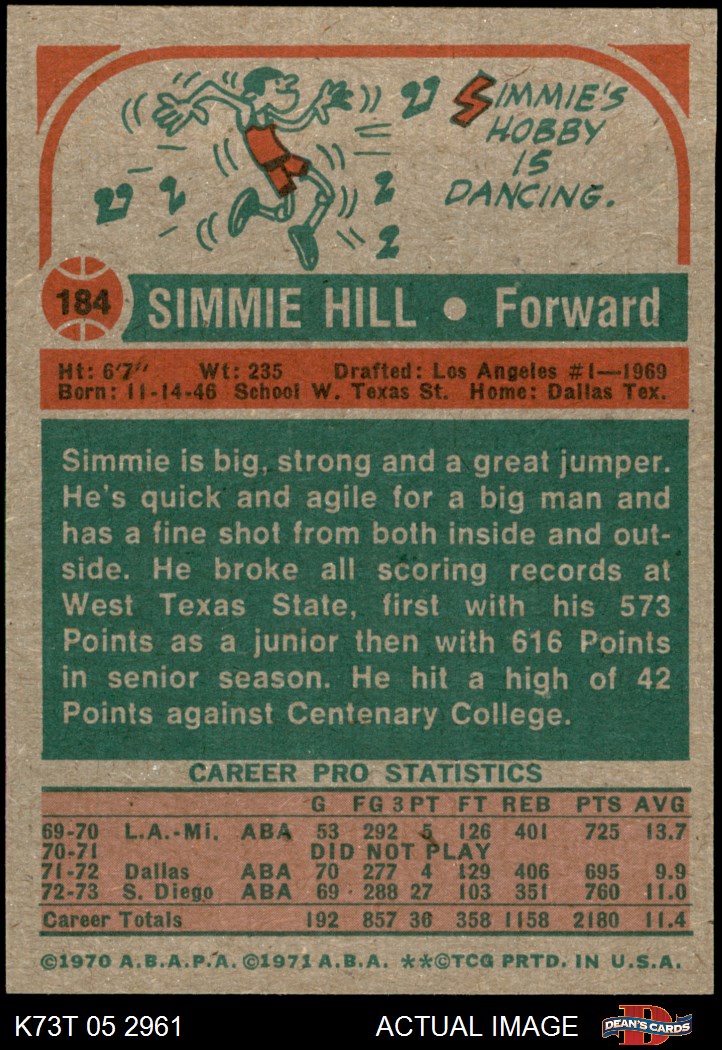 SIMMIE'S
HOBBY
IS
DANCING.
184 SIMMIE HILL • Forward
Ht: 6'7" Wt: 235 Drafted: Los Angeles #1—1969
Born: 11-14-46 School W. Texas St. Home: Dallas Tex.
Simmie is big, strong and a great jumper.
He's quick and agile for a big man and
has a fine shot from both inside and out-
side. He broke all scoring records at
West Texas State, first with his 573
Points as a junior then with 616 Points
in senior season. He hit a high of 42
Points against Centenary College.
CAREER PRO STATISTICS
G FG 3PT FT REB PTS AVG
69-70 L.A.-Mi. ABA 53 292 5 126 401 725 13.7
70-71 DID NOT PLAY
71-72 Dallas ABA 70 277 4 129 406 695 9.9
72-73 S. Diego ABA 69 288 27 103 351 760 11.0
Career Totals 192 857 36 358 1158 2180 11.4
©1970 A.B.A.P.A. ©1971 A.B.A. **©TCG PRTD. IN U.S.A.
K73T 05 2961 ACTUAL IMAGE DEAN'S CARDS